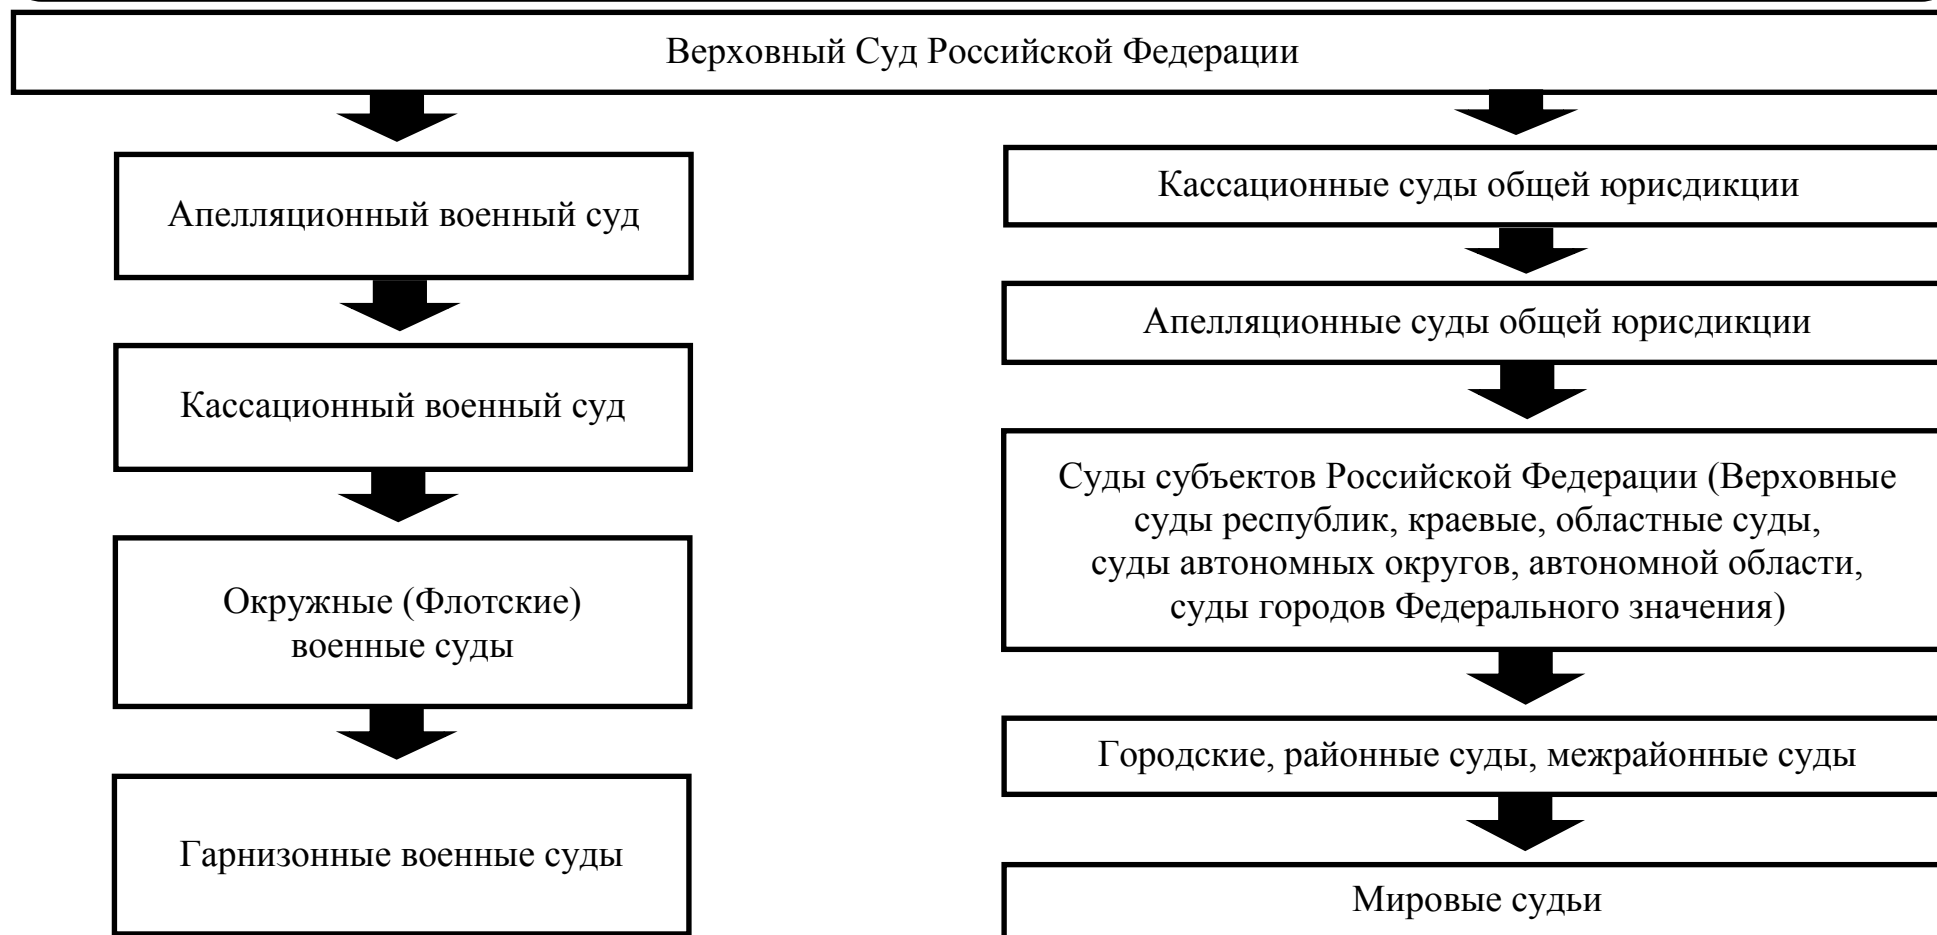 Верховный Суд Российской Федерации
Апелляционный военный суд
Кассационный военный суд
Окружные (Флотские)
военные суды
Гарнизонные военные суды
Кассационные суды общей юрисдикции
Апелляционные суды общей юрисдикции
Суды субъектов Российской Федерации (Верховные
суды республик, краевые, областные суды,
суды автономных округов, автономной области,
суды городов Федерального значения)
Городские, районные суды, межрайонные суды
Мировые судьи